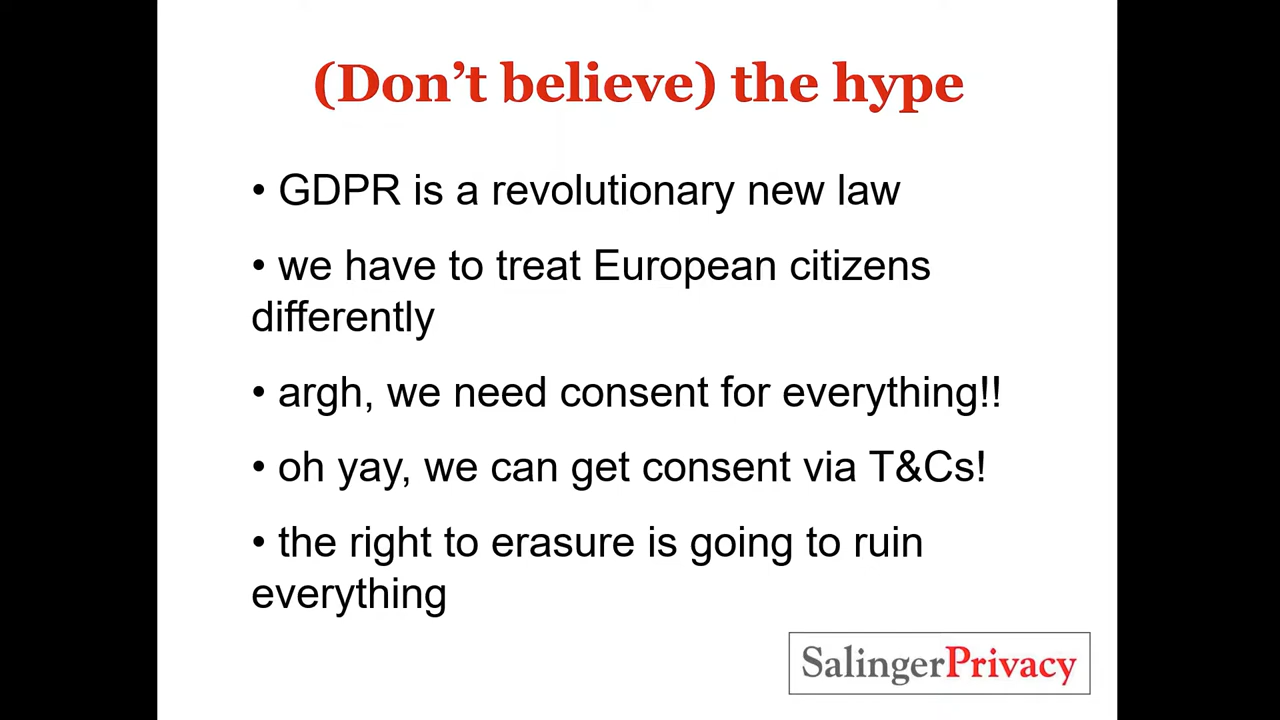 (Don’t believe) the hype
• GDPR is a revolutionary new law
• we have to treat European citizens
differently
• argh, we need consent for everything!!
• oh yay, we can get consent via T&Cs!
• the right to erasure is going to ruin
everything
SalingerPrivacy